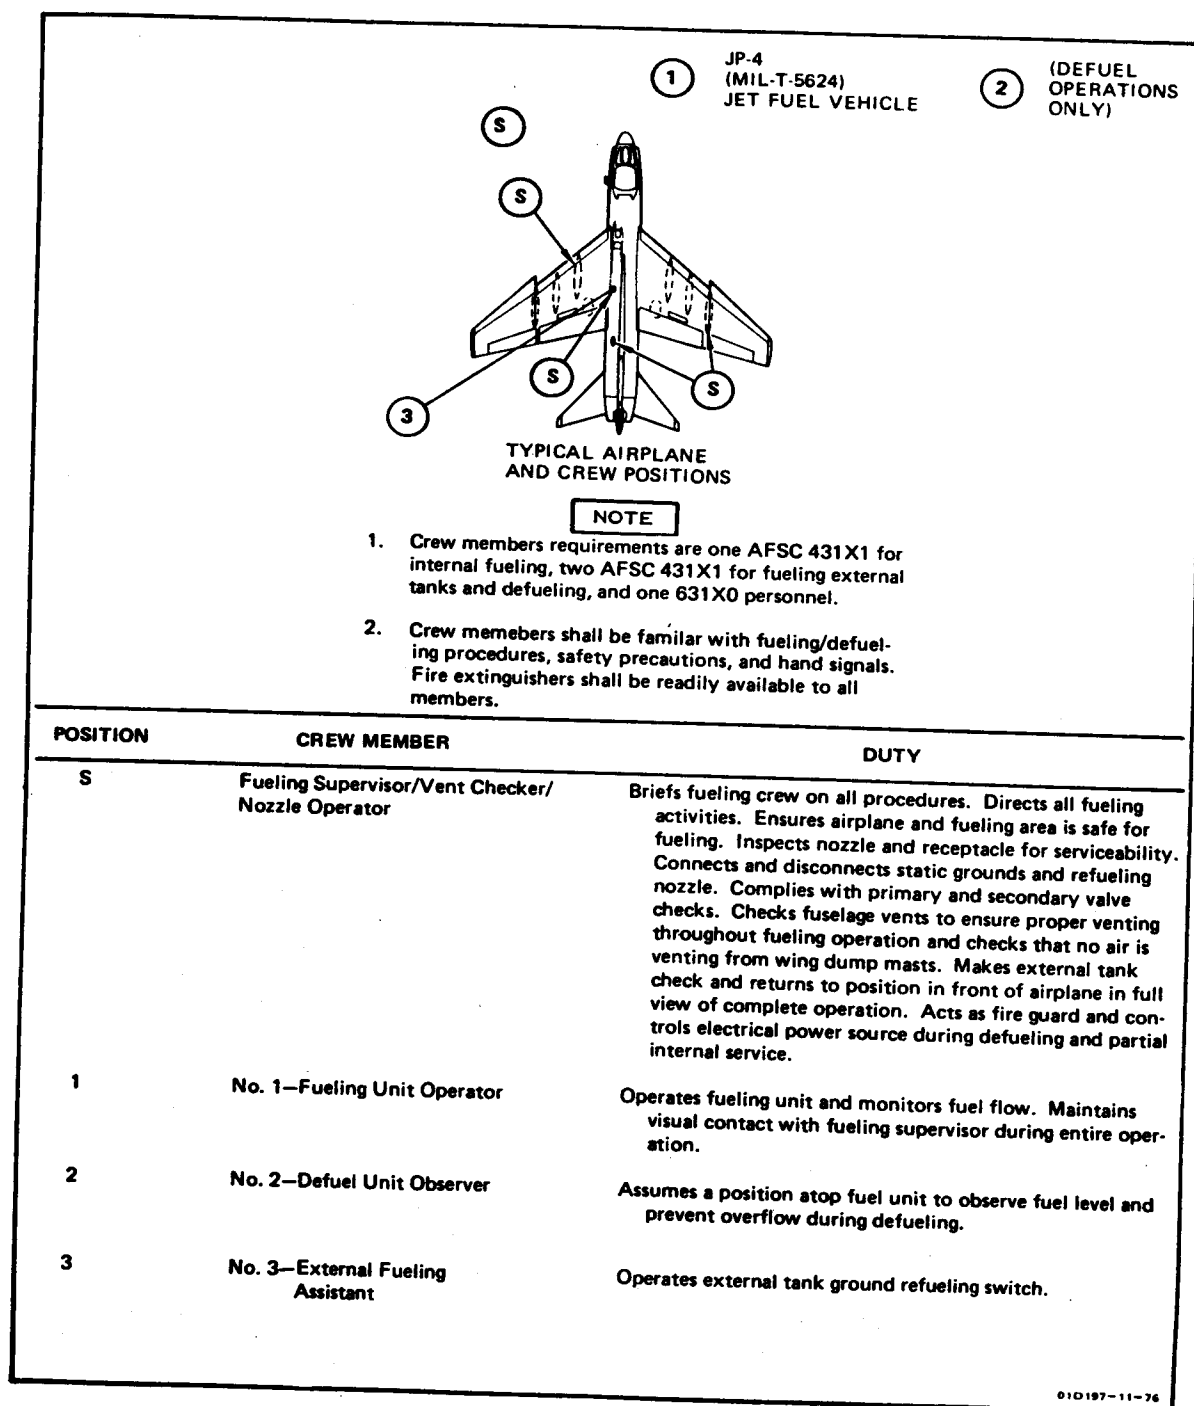 1
JP-4
(MIL-T-5624)
JET FUEL VEHICLE
2
(DEFUEL
OPERATIONS
ONLY)
S
S
S
S
3
TYPICAL AIRPLANE
AND CREW POSITIONS
NOTE
1. Crew members requirements are one AFSC 431X1 for
internal fueling, two AFSC 431X1 for fueling external
tanks and defueling, and one 631X0 personnel.
2. Crew memebers shall be familar with fueling/defuel-
ing procedures, safety precautions, and hand signals.
Fire extinguishers shall be readily available to all
members.
POSITION CREW MEMBER DUTY
S
Fueling Supervisor/Vent Checker/
Nozzle Operator
Briefs fueling crew on all procedures. Directs all fueling
activities. Ensures airplane and fueling area is safe for
fueling. Inspects nozzle and receptacle for serviceability.
Connects and disconnects static grounds and refueling
nozzle. Complies with primary and secondary valve
checks. Checks fuselage vents to ensure proper venting
throughout fueling operation and checks that no air is
venting from wing dump masts. Makes external tank
check and returns to position in front of airplane in full
view of complete operation. Acts as fire guard and con-
trols electrical power source during defueling and partial
internal service.
1
No. 1—Fueling Unit Operator
Operates fueling unit and monitors fuel flow. Maintains
visual contact with fueling supervisor during entire oper-
ation.
2
No. 2—Defuel Unit Observer
Assumes a position atop fuel unit to observe fuel level and
prevent overflow during defueling.
3
No. 3—External Fueling
Assistant
Operates external tank ground refueling switch.
01D197-11-76